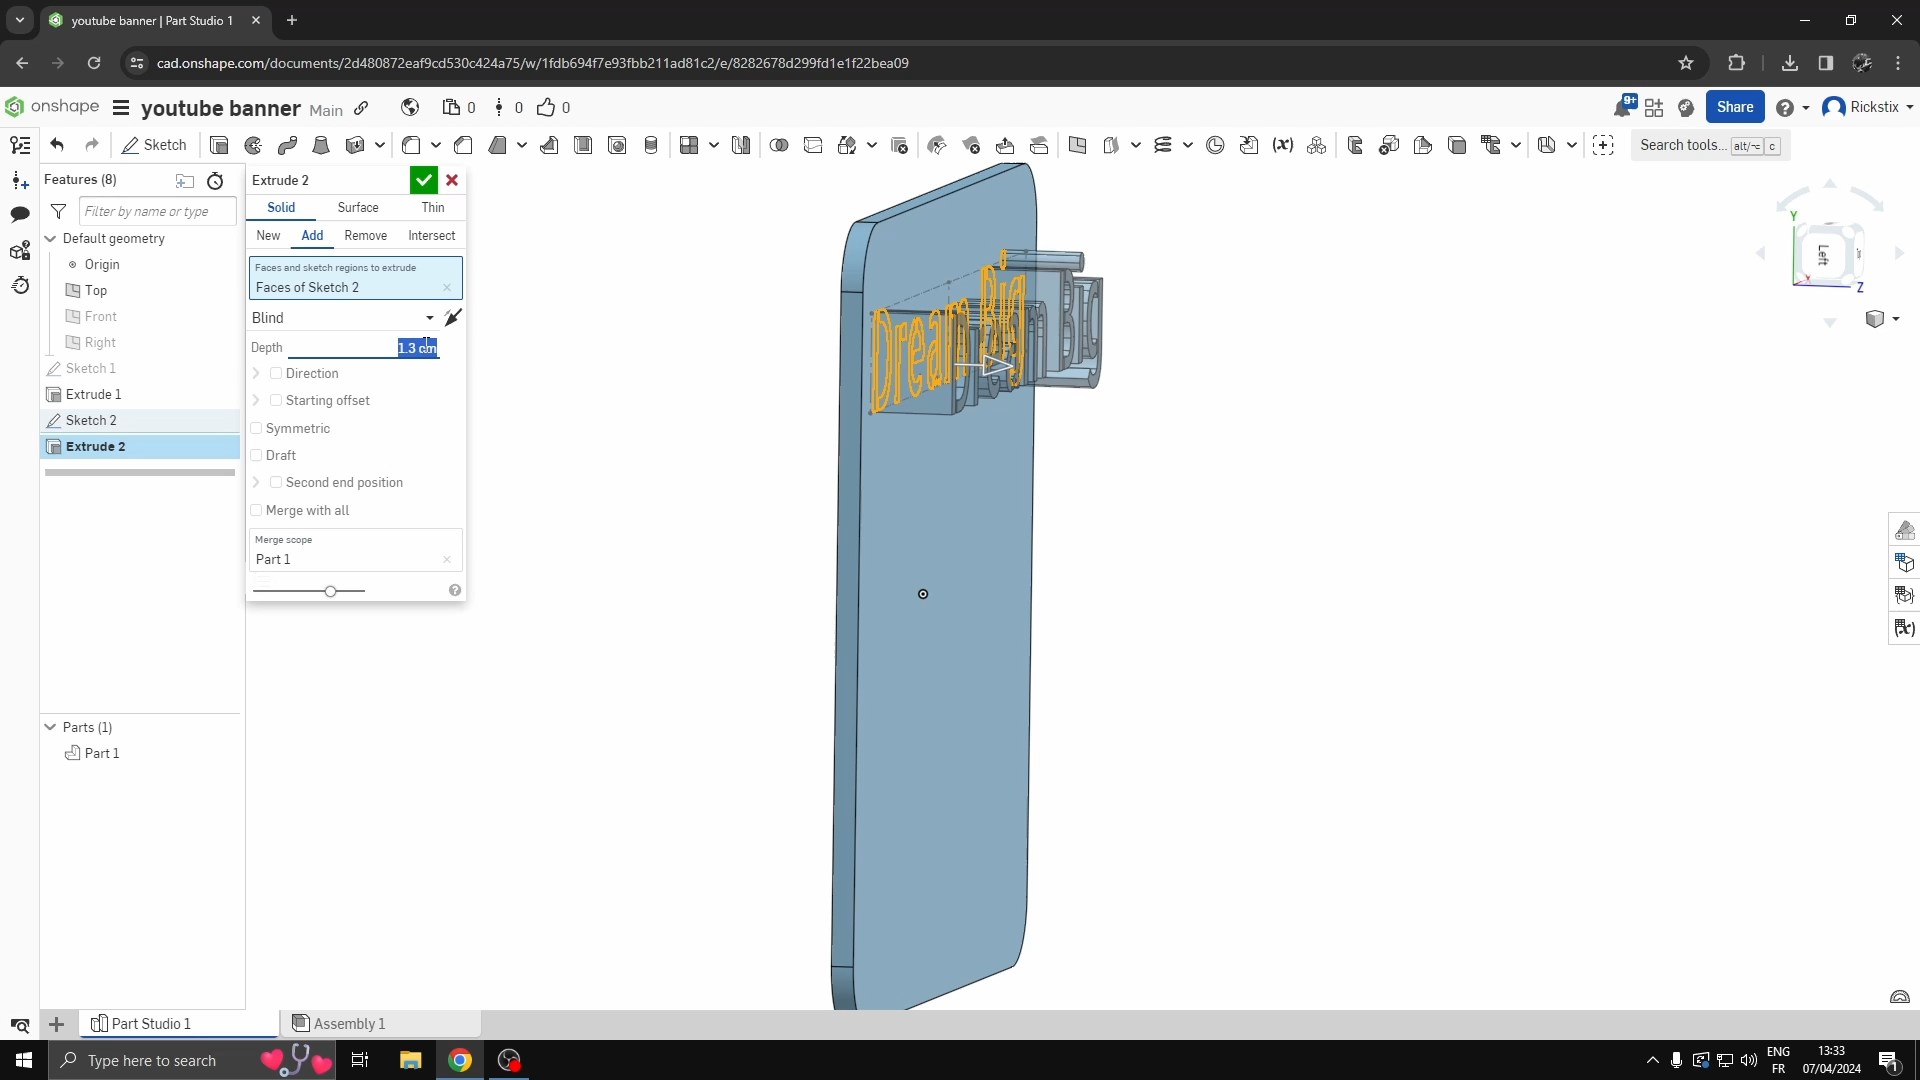 youtube banner | Part Studio 1
cad.onshape.com/documents/2d480872eaf9cd530c424a75/w/1fdb694f7e93fbb211ad81c2/e/8282678d299fd1e1f22bea09
onshape youtube banner Main 0 0 0 9+ Share Rickstix
Sketch Search tools... alt/⌥ c
Features (8)
Filter by name or type
Default geometry
Origin
Top
Front
Right
Sketch 1
Extrude 1
Sketch 2
Extrude 2
Parts (1)
Part 1
Extrude 2
Solid Surface Thin
New Add Remove Intersect
Faces and sketch regions to extrude
Faces of Sketch 2
Blind
Depth 1.3 cm
Direction
Starting offset
Symmetric
Draft
Second end position
Merge with all
Merge scope
Part 1
Dream Big
Y
Left
Z
Part Studio 1 Assembly 1
Type here to search
ENG
FR
13:33
07/04/2024
1